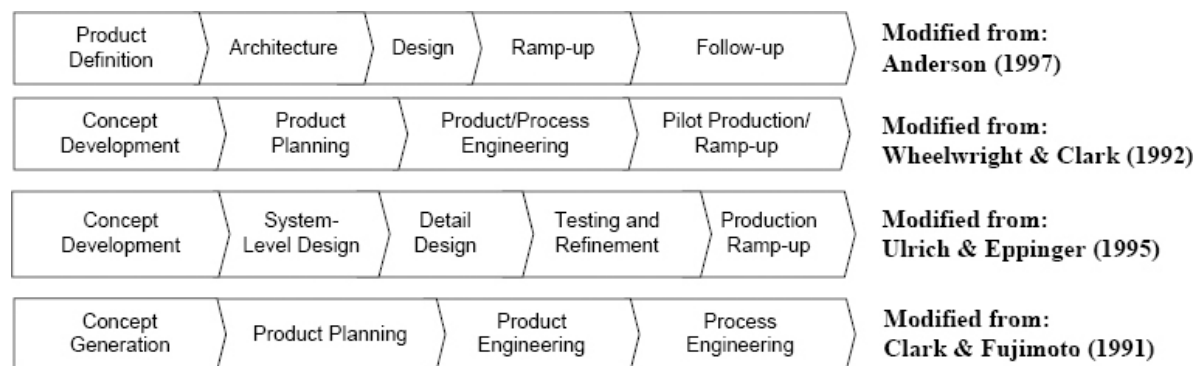 Product
Definition
Architecture
Design
Ramp-up
Follow-up
Modified from:
Anderson (1997)
Concept
Development
Product
Planning
Product/Process
Engineering
Pilot Production/
Ramp-up
Modified from:
Wheelwright & Clark (1992)
Concept
Development
System-
Level Design
Detail
Design
Testing and
Refinement
Production
Ramp-up
Modified from:
Ulrich & Eppinger (1995)
Concept
Generation
Product Planning
Product
Engineering
Process
Engineering
Modified from:
Clark & Fujimoto (1991)